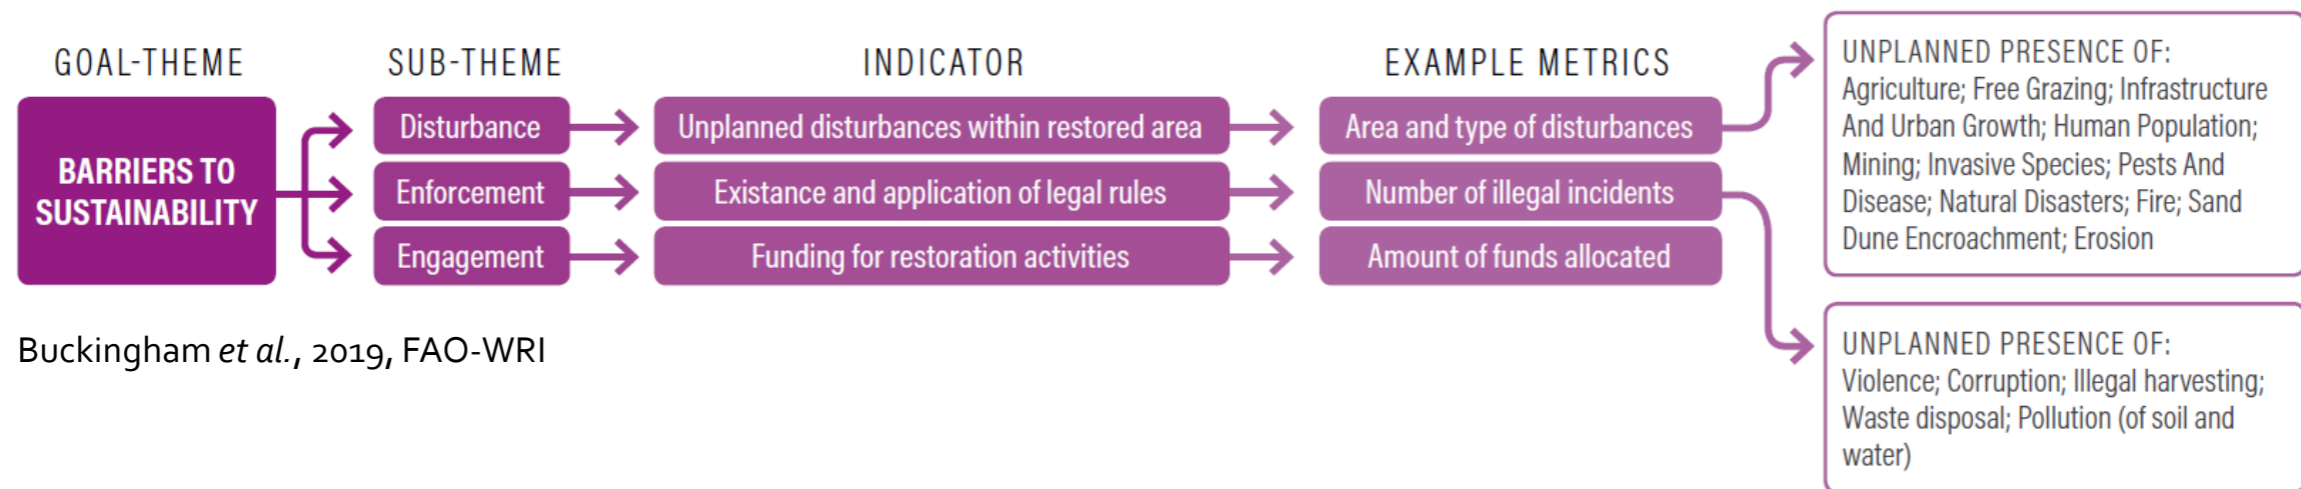 GOAL-THEME
SUB-THEME
INDICATOR
EXAMPLE METRICS
BARRIERS TO
SUSTAINABILITY
Disturbance
Unplanned disturbances within restored area
Area and type of disturbances
Enforcement
Existance and application of legal rules
Number of illegal incidents
Engagement
Funding for restoration activities
Amount of funds allocated
UNPLANNED PRESENCE OF:
Agriculture; Free Grazing; Infrastructure
And Urban Growth; Human Population;
Mining; Invasive Species; Pests And
Disease; Natural Disasters; Fire; Sand
Dune Encroachment; Erosion
UNPLANNED PRESENCE OF:
Violence; Corruption; Illegal harvesting;
Waste disposal; Pollution (of soil and
water)
Buckingham et al., 2019, FAO-WRI